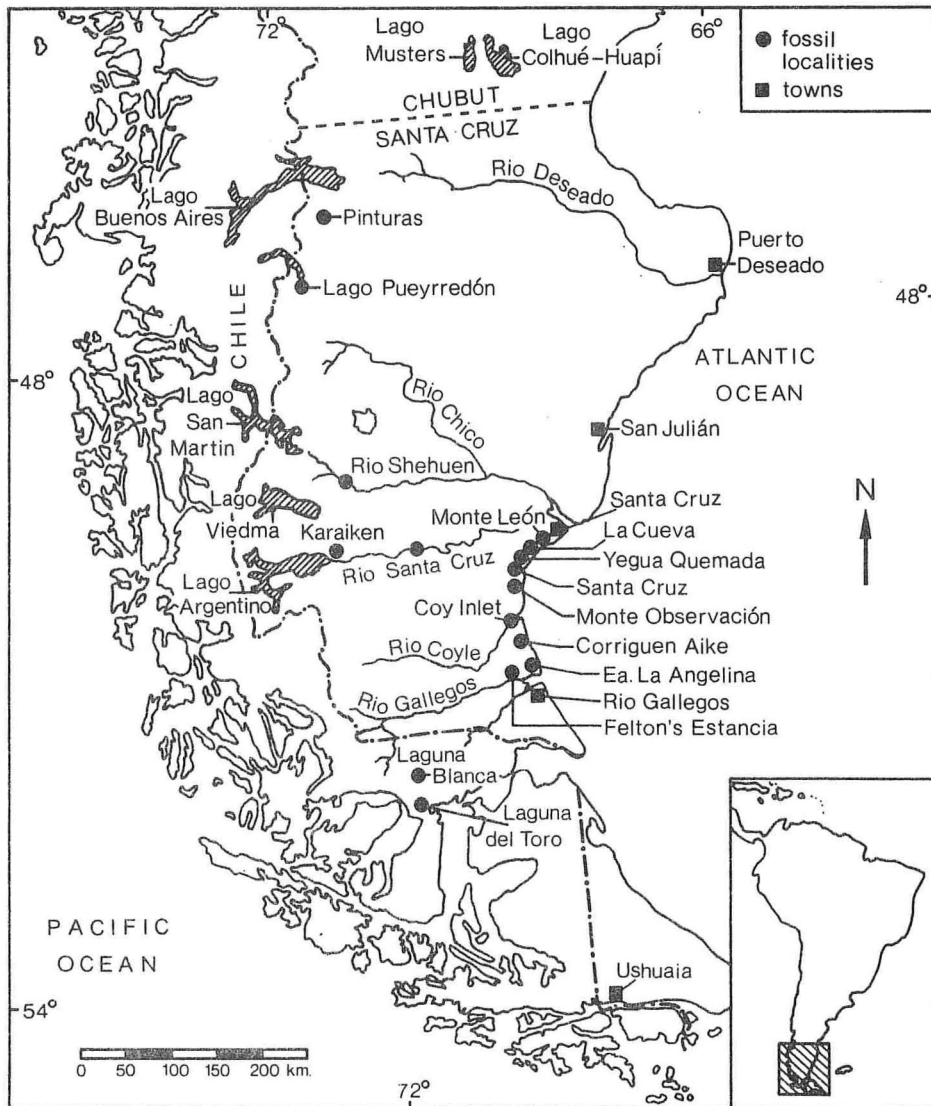 72°
66°
Lago
Musters
Lago
Colhué-Huapí
fossil
localities
towns
CHUBUT
SANTA CRUZ
Rio Deseado
Lago
Buenos Aires
Pinturas
Puerto
Deseado
Lago Pueyrredón
48°
CHILE
ATLANTIC
OCEAN
48°
Lago
San
Martin
Rio Chico
San Julián
Rio Shehuen
N
Lago
Viedma
Karaiken
Monte León
Santa Cruz
La Cueva
Yegua Quemada
Rio Santa Cruz
Santa Cruz
Lago
Argentino
Monte Observación
Coy Inlet
Corriguen Aike
Rio Coyle
Ea. La Angelina
Rio Gallegos
Rio Gallegos
Felton's Estancia
Laguna
Blanca
Laguna
del Toro
PACIFIC
OCEAN
Ushuaia
54°
0 50 100 150 200 km.
72°